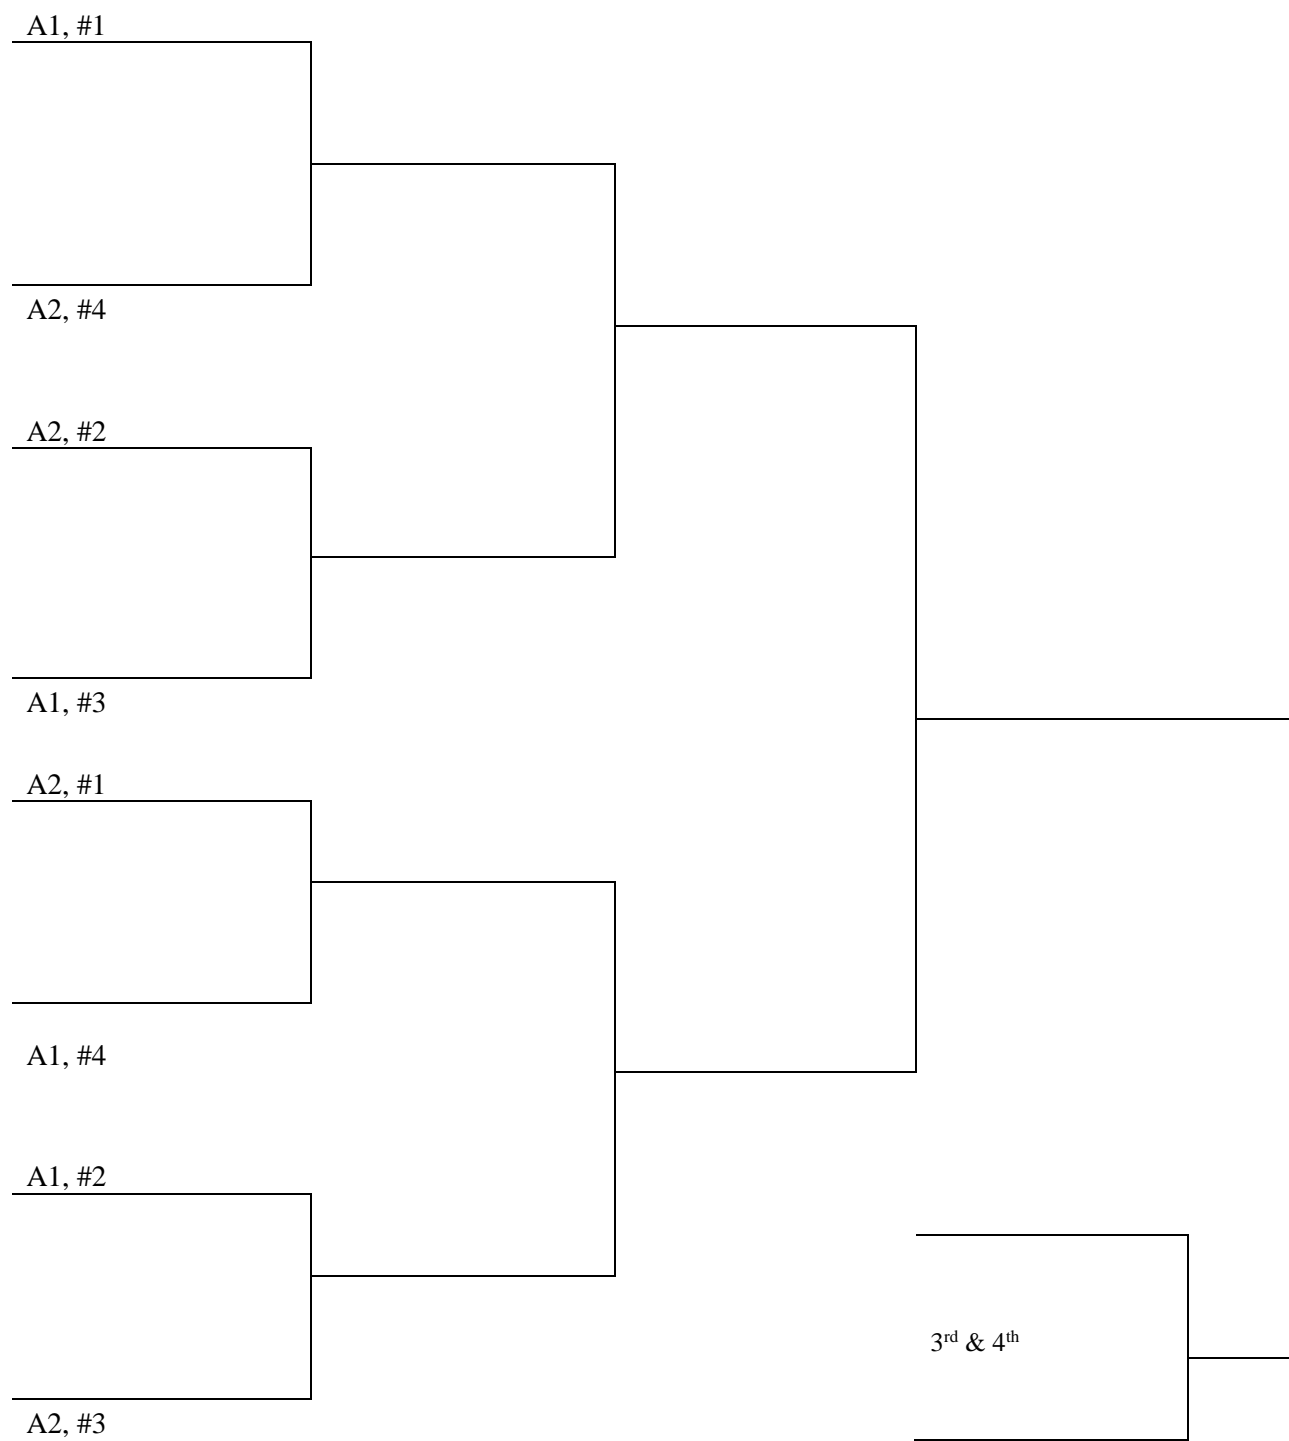 A1, #1
A2, #4
A2, #2
A1, #3
A2, #1
A1, #4
A1, #2
3rd & 4th
A2, #3